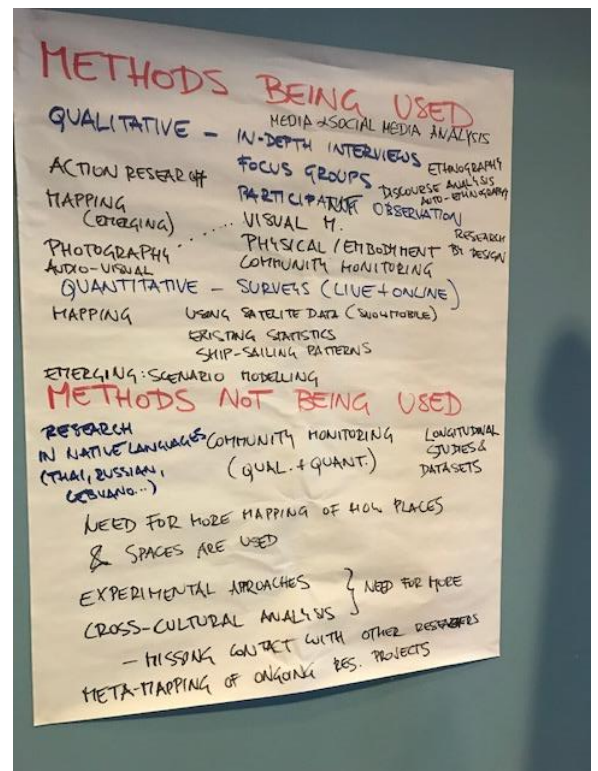 METHODS BEING USED
MEDIA & SOCIAL MEDIA ANALYSIS
QUALITATIVE – IN-DEPTH INTERVIEWS
ETHNOGRAPHY
ACTION RESEARCH
FOCUS GROUPS
DISCOURSE ANALYSIS
AUTO-ETHNOGRAPHY
MAPPING
(EMERGING)
PARTICIPANT OBSERVATION
VISUAL M.
RESEARCH
BY DESIGN
PHOTOGRAPHY
AUDIO-VISUAL
PHYSICAL / EMBODIMENT
COMMUNITY MONITORING
QUANTITATIVE – SURVEYS (LIVE + ONLINE)
MAPPING USING SATELITE DATA (SNOWMOBILE)
EXISTING STATISTICS
SHIP-SAILING PATTERNS
EMERGING: SCENARIO MODELLING
METHODS NOT BEING USED
RESEARCH
IN NATIVE LANGUAGES
(THAI, RUSSIAN,
CEBUANO...)
COMMUNITY MONITORING
(QUAL. + QUANT.)
LONGITUDINAL
STUDIES &
DATASETS
NEED FOR MORE MAPPING OF HOW PLACES
& SPACES ARE USED
EXPERIMENTAL APROACHES } NEED FOR MORE
CROSS-CULTURAL ANALYSIS
– MISSING CONTACT WITH OTHER
META-MAPPING OF ONGOING RES. PROJECTS